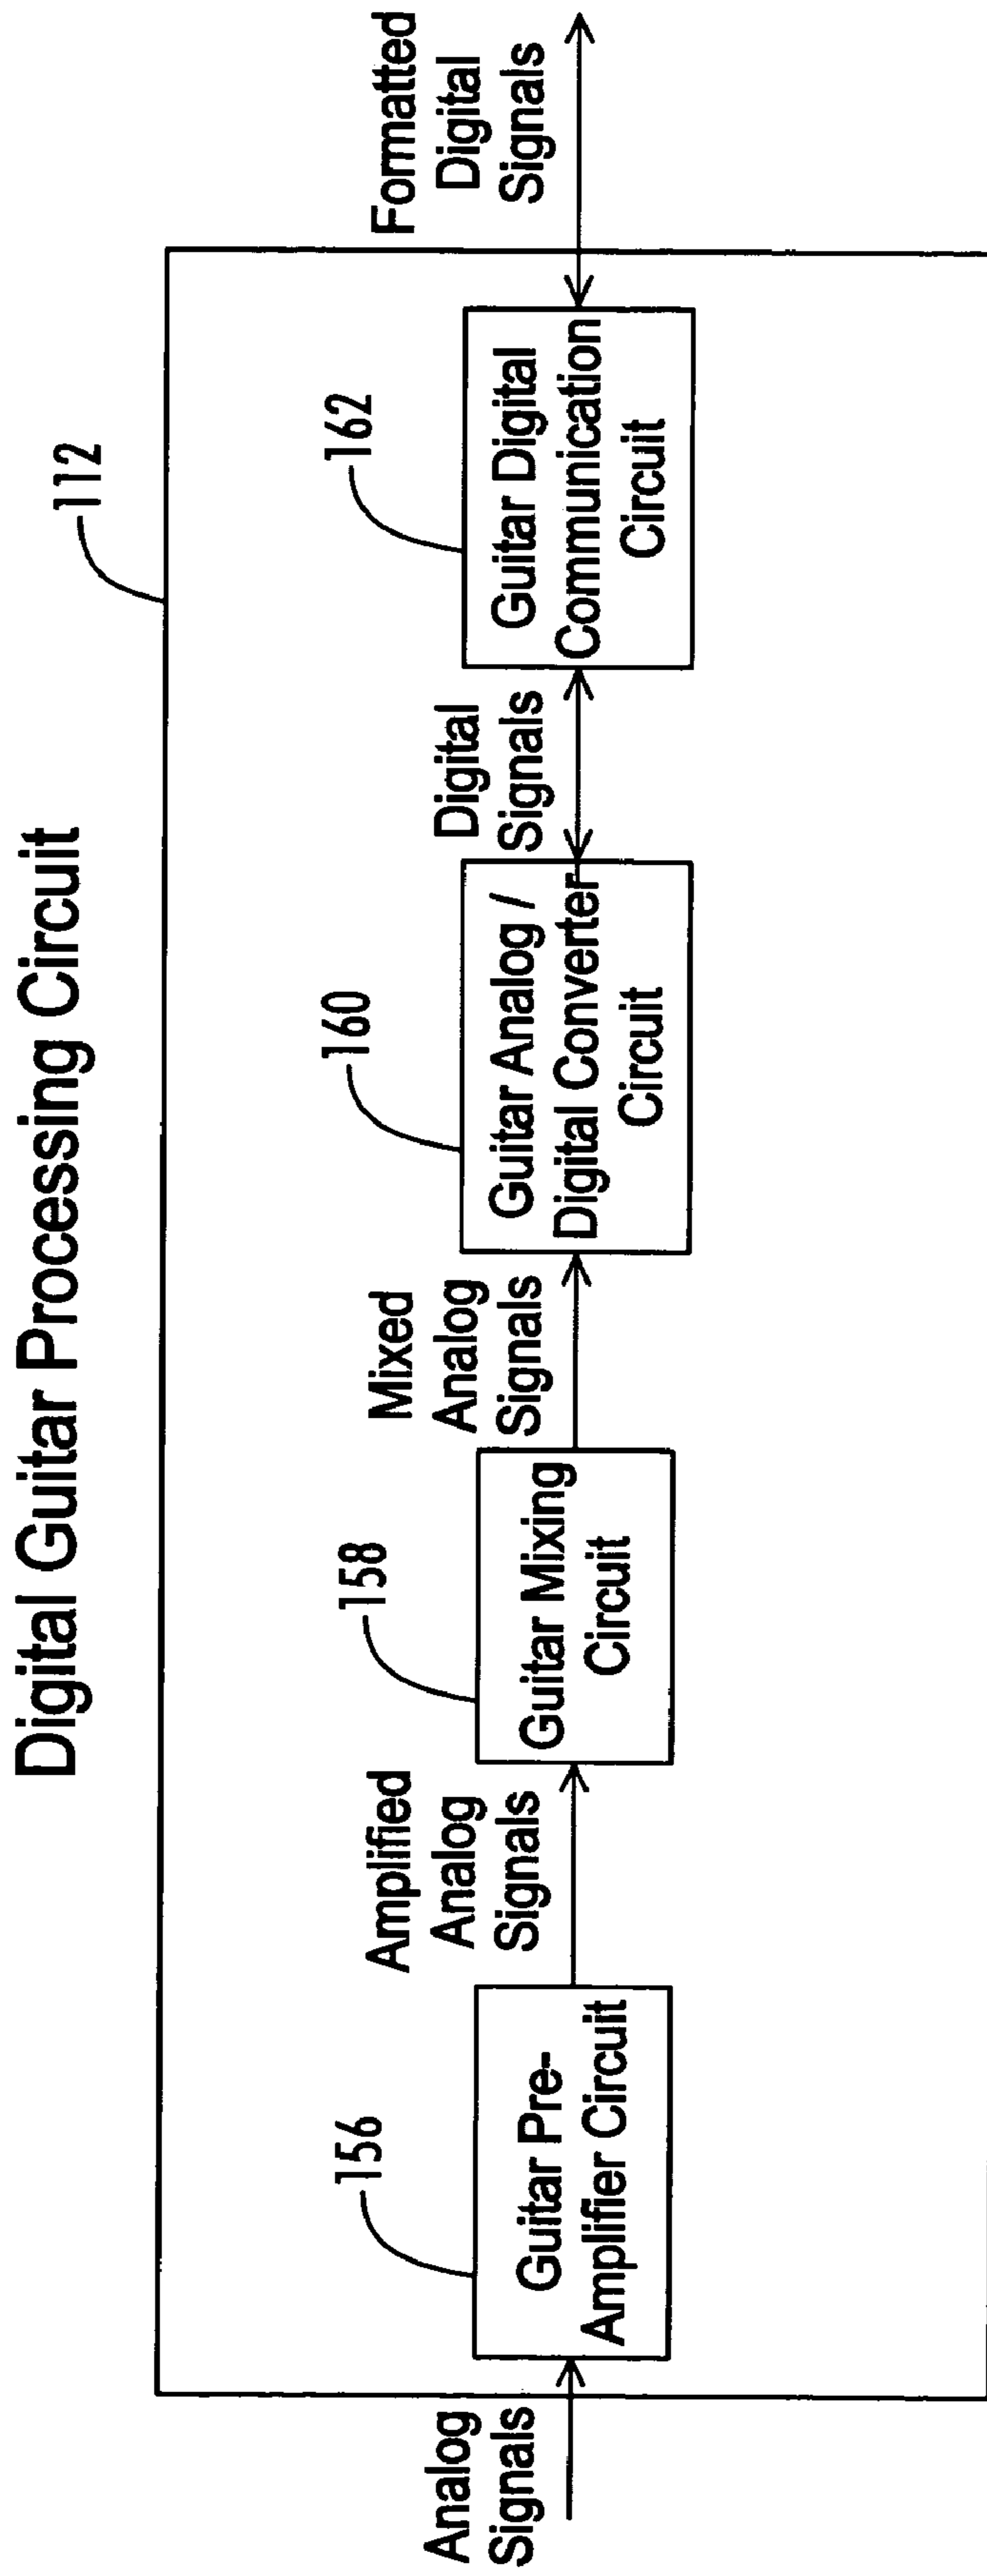 Digital Guitar Processing Circuit
112
Analog
Signals
156
Guitar Pre-
Amplifier Circuit
Amplified
Analog
Signals
158
Guitar Mixing
Circuit
Mixed
Analog
Signals
160
Guitar Analog /
Digital Converter
Circuit
Digital
Signals
162
Guitar Digital
Communication
Circuit
Formatted
Digital
Signals